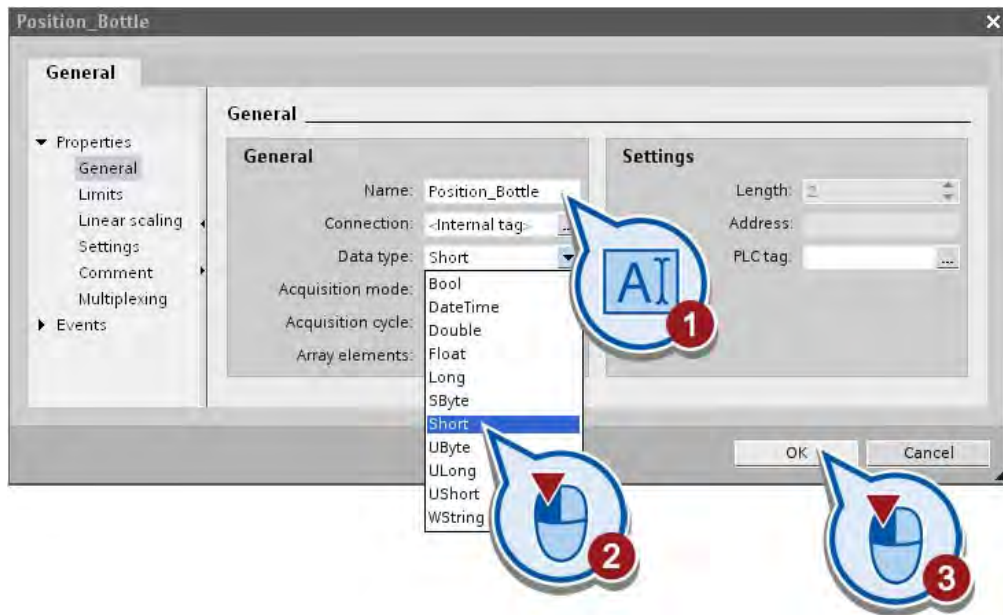 Position_Bottle
General
Properties
General
Limits
Linear scaling
Settings
Comment
Multiplexing
Events
General
General
Name: Position_Bottle
Connection: <Internal tag> ...
Data type: Short
Acquisition mode:
Acquisition cycle:
Array elements:
Bool
DateTime
Double
Float
Long
SByte
Short
UByte
ULong
UShort
WString
Settings
Length: 2
Address:
PLC tag: ...
OK
Cancel
A
1
2
3